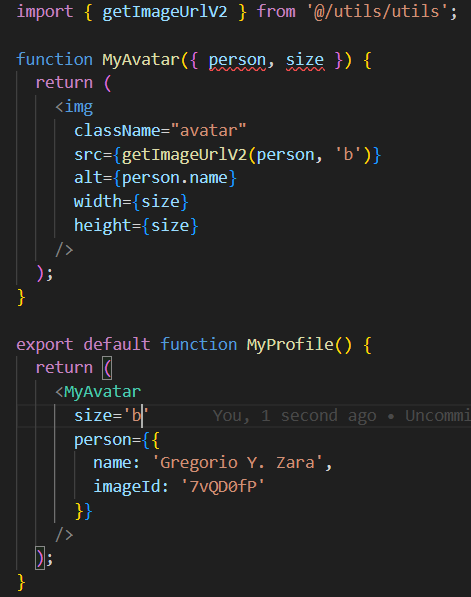 import { getImageUrlV2 } from '@/utils/utils';

function MyAvatar({ person, size }) {
  return (
    <img
      className="avatar"
      src={getImageUrlV2(person, 'b')}
      alt={person.name}
      width={size}
      height={size}
    />
  );
}

export default function MyProfile() {
  return (
    <MyAvatar
      size='b'      You, 1 second ago • Uncommi
      person={{
        name: 'Gregorio Y. Zara',
        imageId: '7vQD0fP'
      }}
    />
  );
}